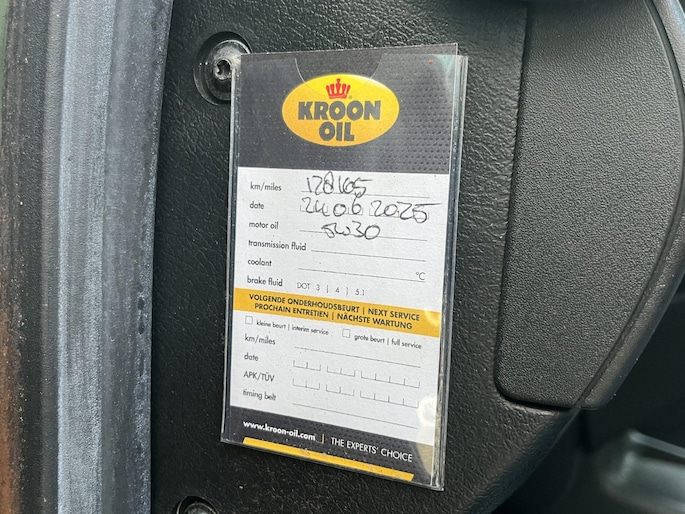 KROON
OIL
km/miles 128165
date 24 06 2025
motor oil 5W30
transmission fluid
coolant °C
brake fluid DOT 3 | 4 | 5.1
VOLGENDE ONDERHOUDSBEURT | NEXT SERVICE
PROCHAIN ENTRETIEN | NÄCHSTE WARTUNG
kleine beurt | interim service grote beurt | full service
km/miles
date
APK/TÜV
timing belt
www.kroon-oil.com | THE EXPERTS' CHOICE